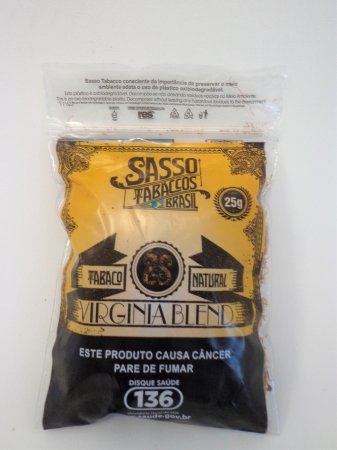 Sasso Tabacco consciente da importância de preservar o meio
ambiente adota o uso do plástico oxibiodegradável.
SASSO
TABACCOS
BRASIL
25g
TABACO NATURAL
VIRGINIA BLEND
ESTE PRODUTO CAUSA CÂNCER
PARE DE FUMAR
DISQUE SAÚDE
136